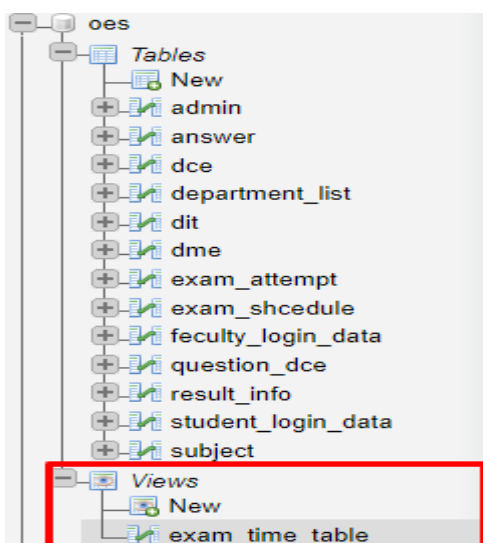 oes
Tables
New
admin
answer
dce
department_list
dit
dme
exam_attempt
exam_shcedule
feculty_login_data
question_dce
result_info
student_login_data
subject
Views
New
exam_time_table